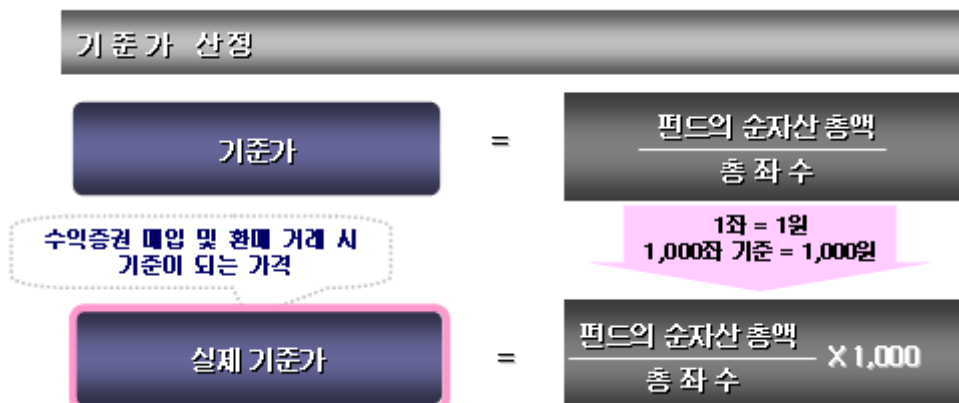 기준가 산정
기준가
=
펀드의 순자산 총액
총 좌 수
수익증권 매입 및 환매 거래 시
기준이 되는 가격
1좌 = 1원
1,000좌 기준 = 1,000원
실제 기준가
=
펀드의 순자산 총액
총 좌 수
X 1,000